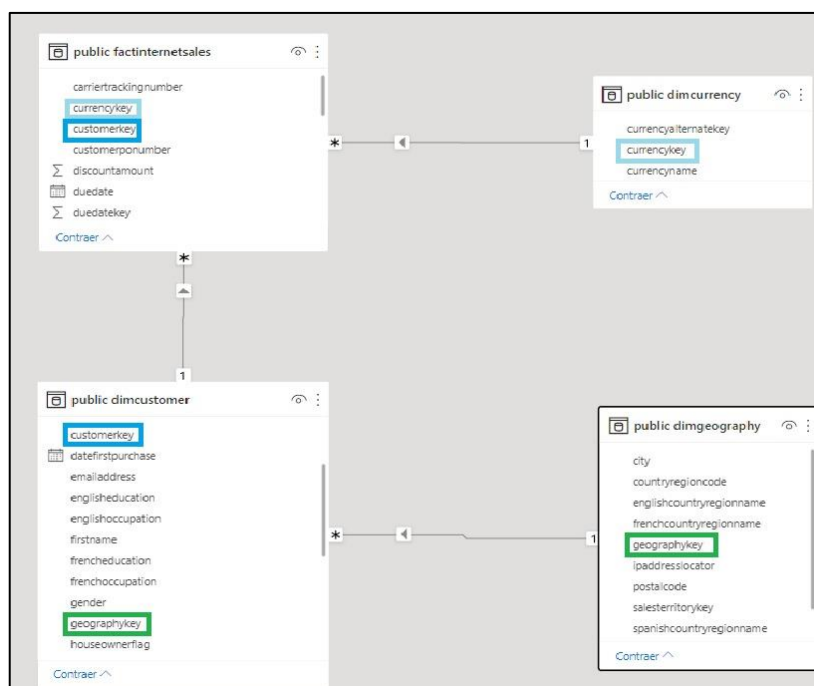 public factinternetsales
carriertrackingnumber
currencykey
customerkey
customerponumber
discountamount
duedate
duedatekey
Contraer
*
1
public dimcurrency
currencyalternatekey
currencykey
currencyname
Contraer
*
1
public dimcustomer
customerkey
datefirstpurchase
emailaddress
englisheducation
englishoccupation
firstname
frencheducation
frenchoccupation
gender
geographykey
houseownerflag
Contraer
*
1
public dimgeography
city
countryregioncode
englishcountryregionname
frenchcountryregionname
geographykey
ipaddresslocator
postalcode
salesterritorykey
spanishcountryregionname
Contraer